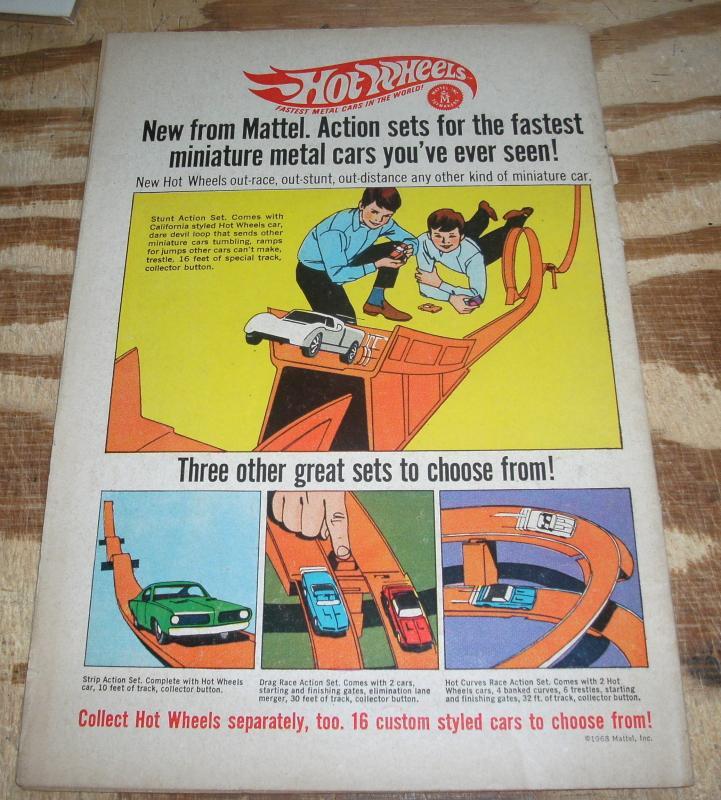 HOT WHEELS
FASTEST METAL CARS IN THE WORLD!
MATTEL, INC.
M
TOYMAKERS
New from Mattel. Action sets for the fastest
miniature metal cars you've ever seen!
New Hot Wheels out-race, out-stunt, out-distance any other kind of miniature car.
Stunt Action Set. Comes with
California styled Hot Wheels car,
dare devil loop that sends other
miniature cars tumbling, ramps
for jumps other cars can't make,
trestle, 16 feet of special track,
collector button.
Three other great sets to choose from!
Strip Action Set. Complete with Hot Wheels
car, 10 feet of track, collector button.
Drag Race Action Set. Comes with 2 cars,
starting and finishing gates, elimination lane
merger, 30 feet of track, collector button.
Hot Curves Race Action Set. Comes with 2 Hot
Wheels cars, 4 banked curves, 6 trestles, starting
and finishing gates, 32 ft. of track, collector button.
Collect Hot Wheels separately, too. 16 custom styled cars to choose from!
©1968 Mattel, Inc.